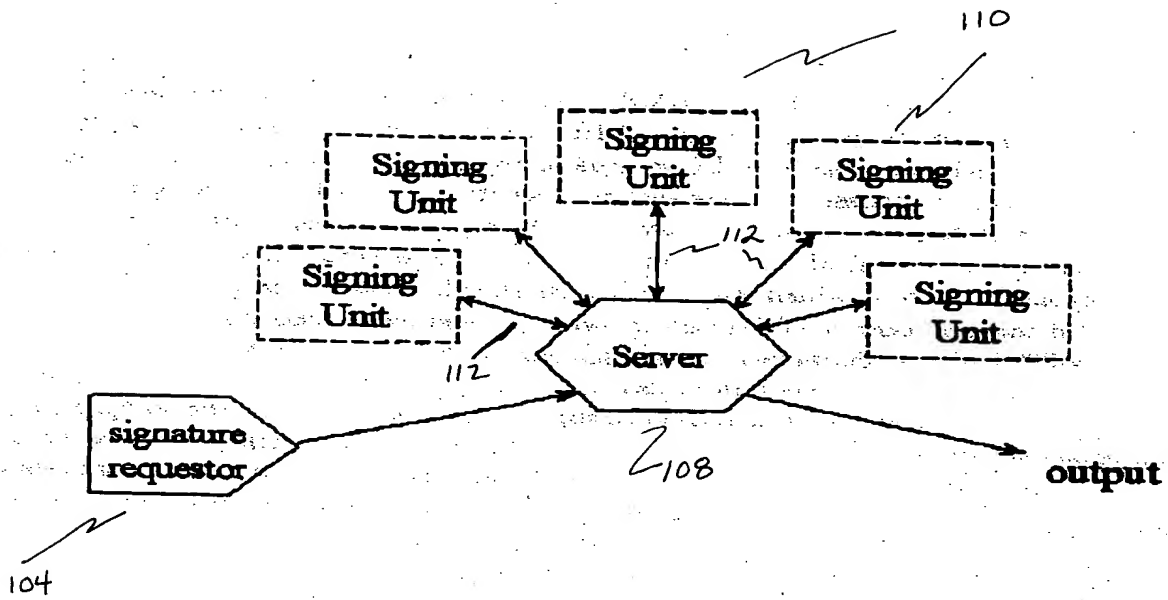 110
Signing
Unit
Signing
Unit
Signing
Unit
Signing
Unit
Signing
Unit
112
112
Server
signature
requestor
108
output
104